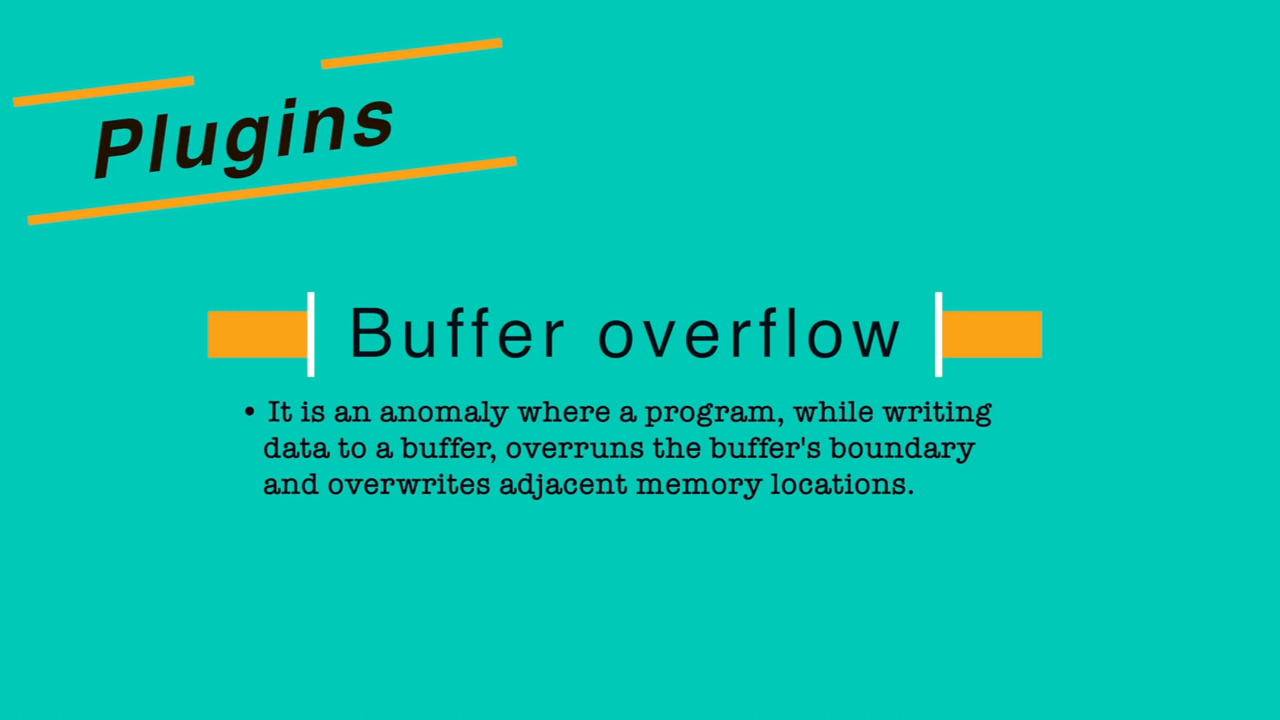 Plugins
Buffer overflow
• It is an anomaly where a program, while writing
data to a buffer, overruns the buffer's boundary
and overwrites adjacent memory locations.